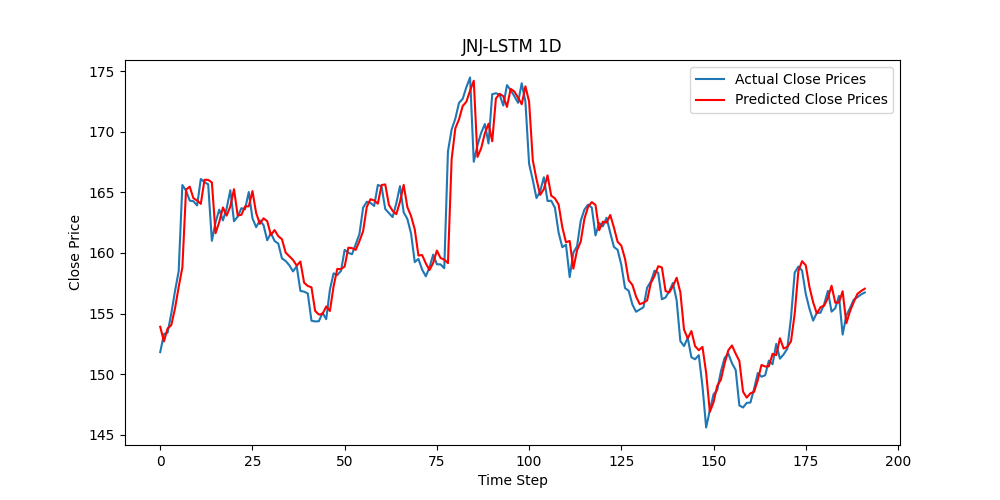 JNJ-LSTM 1D
Actual Close Prices
Predicted Close Prices
Close Price
175
170
165
160
155
150
145
0 25 50 75 100 125 150 175 200
Time Step